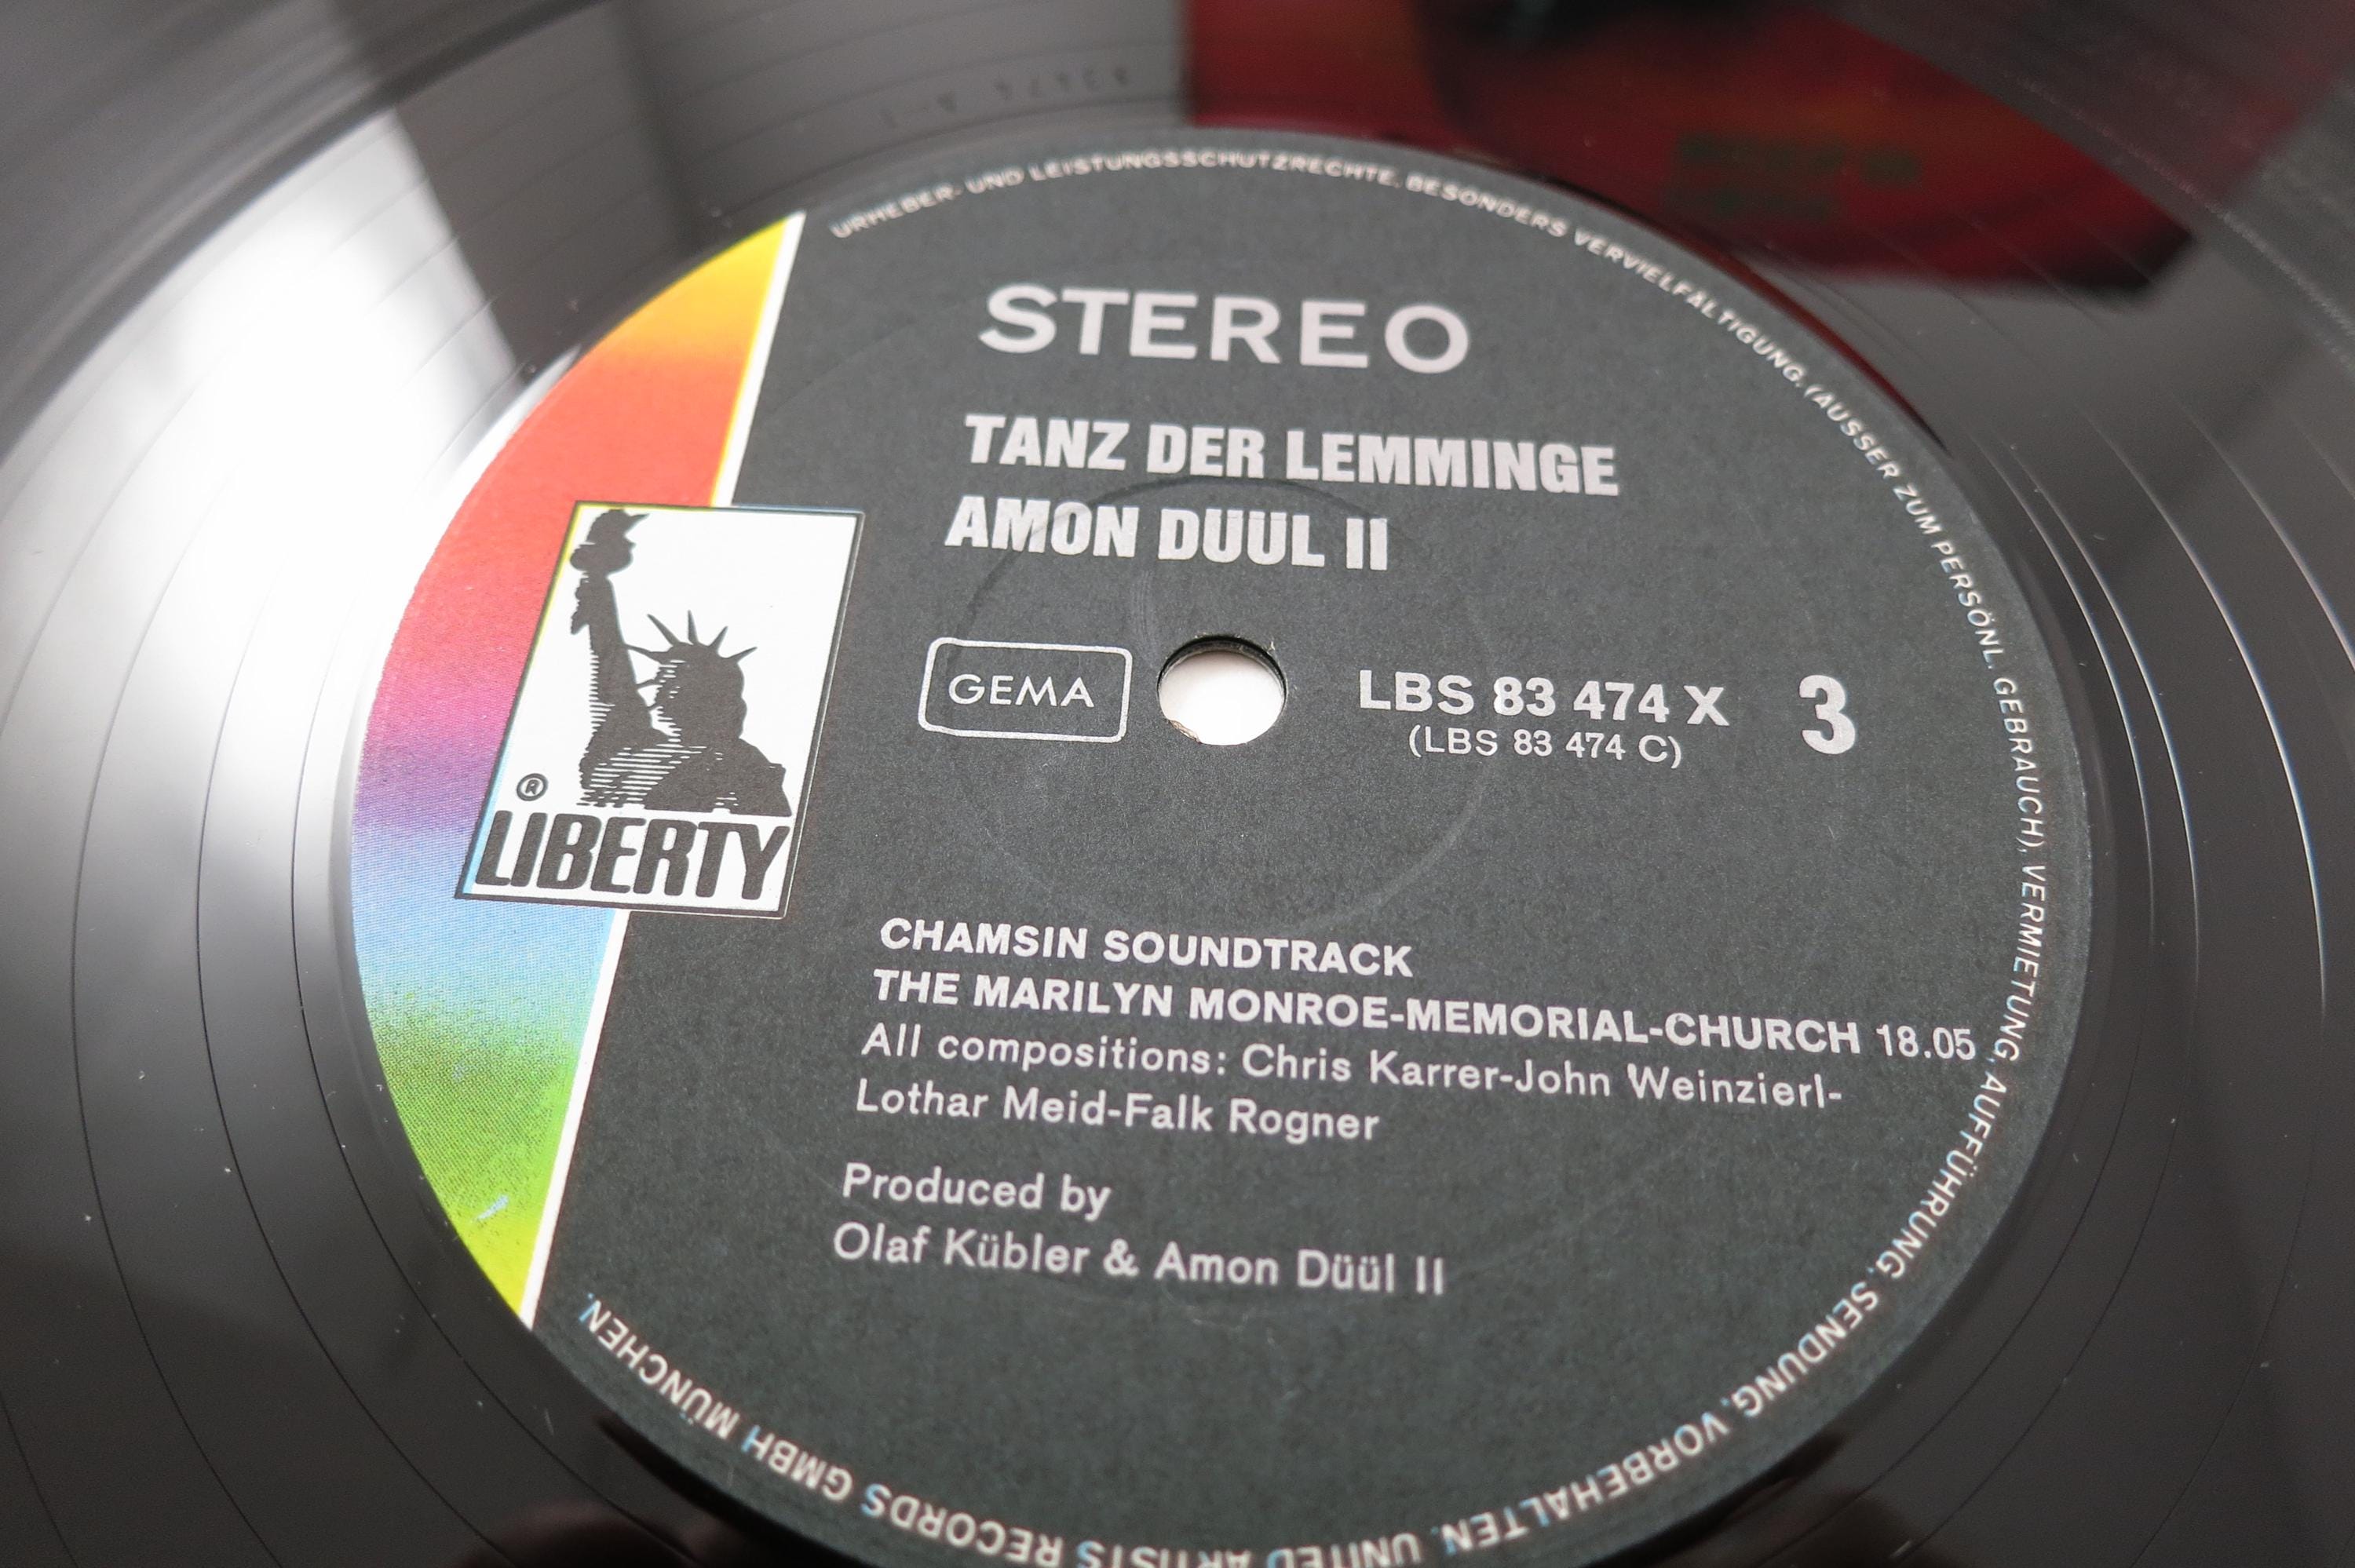 URHEBER- UND LEISTUNGSSCHUTZRECHTE. BESONDERS VERVIELFÄLTIGUNG. (AUSSER ZUM PERSÖNL. GEBRAUCH), VERMIETUNG, AUFFÜHRUNG, SENDUNG, VORBEHALTEN. UNITED ARTISTS RECORDS GMBH MÜNCHEN.
STEREO
TANZ DER LEMMINGE
AMON DÜÜL II
GEMA
LBS 83 474 X 3
(LBS 83 474 C)
®
LIBERTY
CHAMSIN SOUNDTRACK
THE MARILYN MONROE-MEMORIAL-CHURCH 18.05
All compositions: Chris Karrer-John Weinzierl-
Lothar Meid-Falk Rogner
Produced by
Olaf Kübler & Amon Düül II